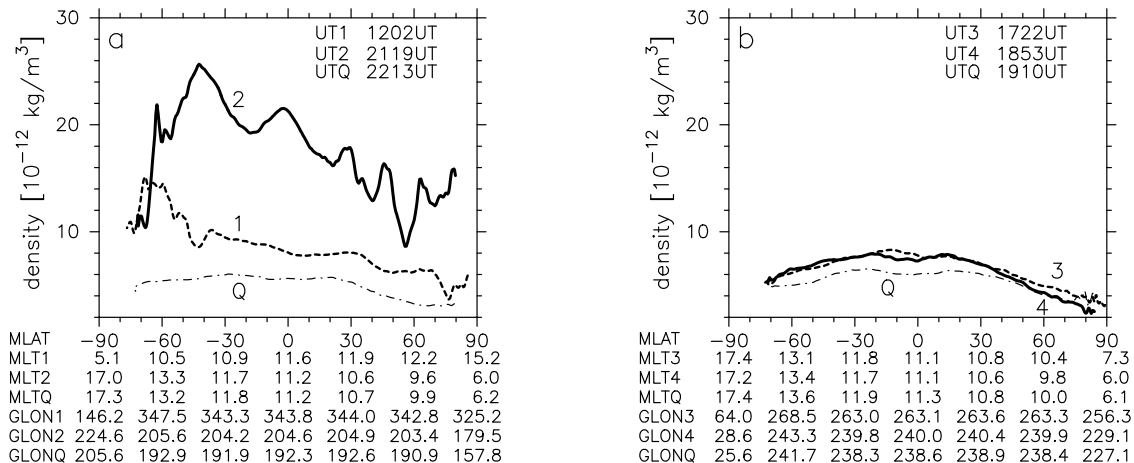 a
UT1 1202UT
UT2 2119UT
UTQ 2213UT
30
20
10
density [10−12 kg/m3]
2
1
Q
MLAT −90 −60 −30 0 30 60 90
MLT1 5.1 10.5 10.9 11.6 11.9 12.2 15.2
MLT2 17.0 13.3 11.7 11.2 10.6 9.6 6.0
MLTQ 17.3 13.2 11.8 11.2 10.7 9.9 6.2
GLON1 146.2 347.5 343.3 343.8 344.0 342.8 325.2
GLON2 224.6 205.6 204.2 204.6 204.9 203.4 179.5
GLONQ 205.6 192.9 191.9 192.3 192.6 190.9 157.8
b
UT3 1722UT
UT4 1853UT
UTQ 1910UT
30
20
10
density [10−12 kg/m3]
3
Q
4
MLAT −90 −60 −30 0 30 60 90
MLT3 17.4 13.1 11.8 11.1 10.8 10.4 7.3
MLT4 17.2 13.4 11.7 11.1 10.6 9.8 6.0
MLTQ 17.4 13.6 11.9 11.3 10.8 10.0 6.1
GLON3 64.0 268.5 263.0 263.1 263.6 263.3 256.3
GLON4 28.6 243.3 239.8 240.0 240.4 239.9 229.1
GLONQ 25.6 241.7 238.3 238.6 238.9 238.4 227.1